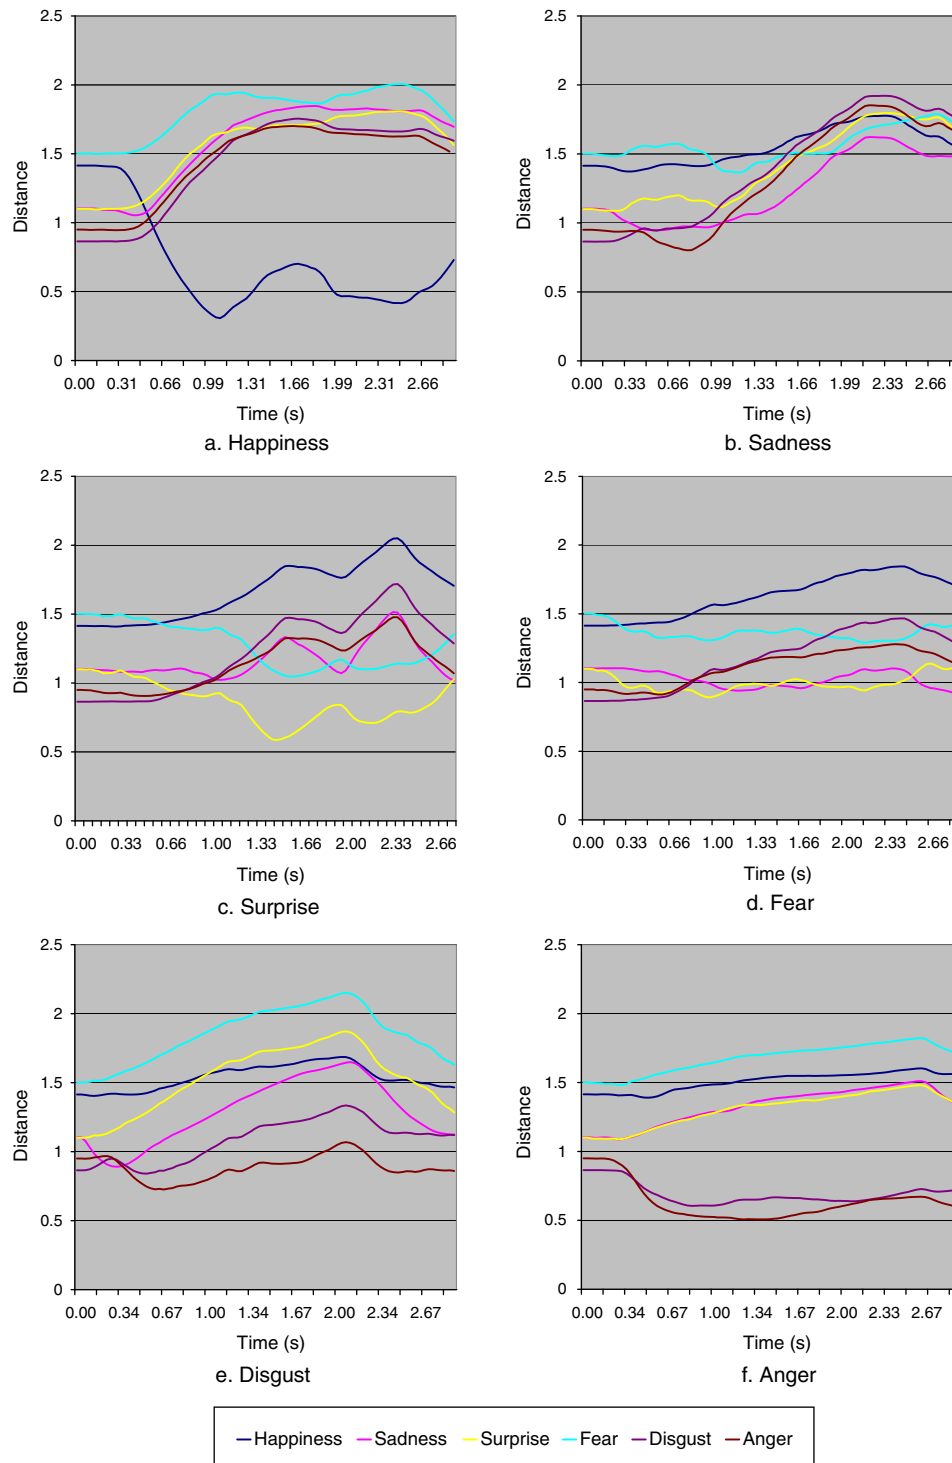 2.5 2.5
2 2
1.5 1.5
Distance Distance
1 1
0.5 0.5
0 0
0.00 0.31 0.66 0.99 1.31 1.66 1.99 2.31 2.66 0.00 0.33 0.66 0.99 1.33 1.66 1.99 2.33 2.66
Time (s) Time (s)
a. Happiness b. Sadness
2.5 2.5
2 2
1.5 1.5
Distance Distance
1 1
0.5 0.5
0 0
0.00 0.33 0.66 1.00 1.33 1.66 2.00 2.33 2.66 0.00 0.33 0.66 1.00 1.33 1.66 2.00 2.33 2.66
Time (s) Time (s)
c. Surprise d. Fear
2.5 2.5
2 2
1.5 1.5
Distance Distance
1 1
0.5 0.5
0 0
0.00 0.34 0.67 1.00 1.34 1.67 2.00 2.34 2.67 0.00 0.34 0.67 1.00 1.34 1.67 2.00 2.33 2.67
Time (s) Time (s)
e. Disgust f. Anger
Happiness Sadness Surprise Fear Disgust Anger